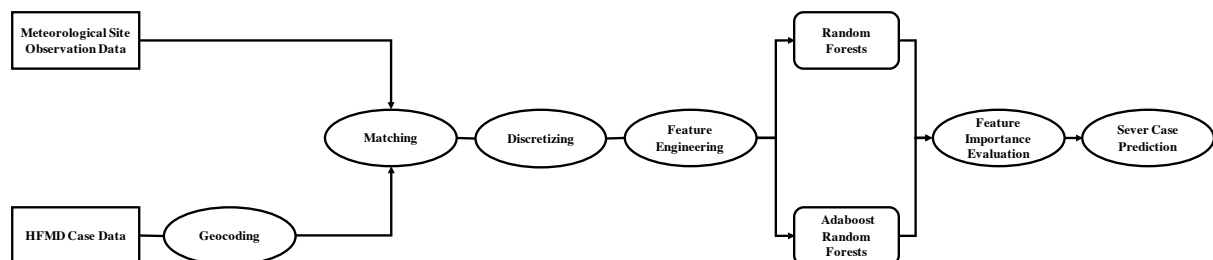 Meteorological Site
Observation Data
Random
Forests
Matching
Discretizing
Feature
Engineering
Feature
Importance
Evaluation
Sever Case
Prediction
HFMD Case Data
Geocoding
Adaboost
Random
Forests